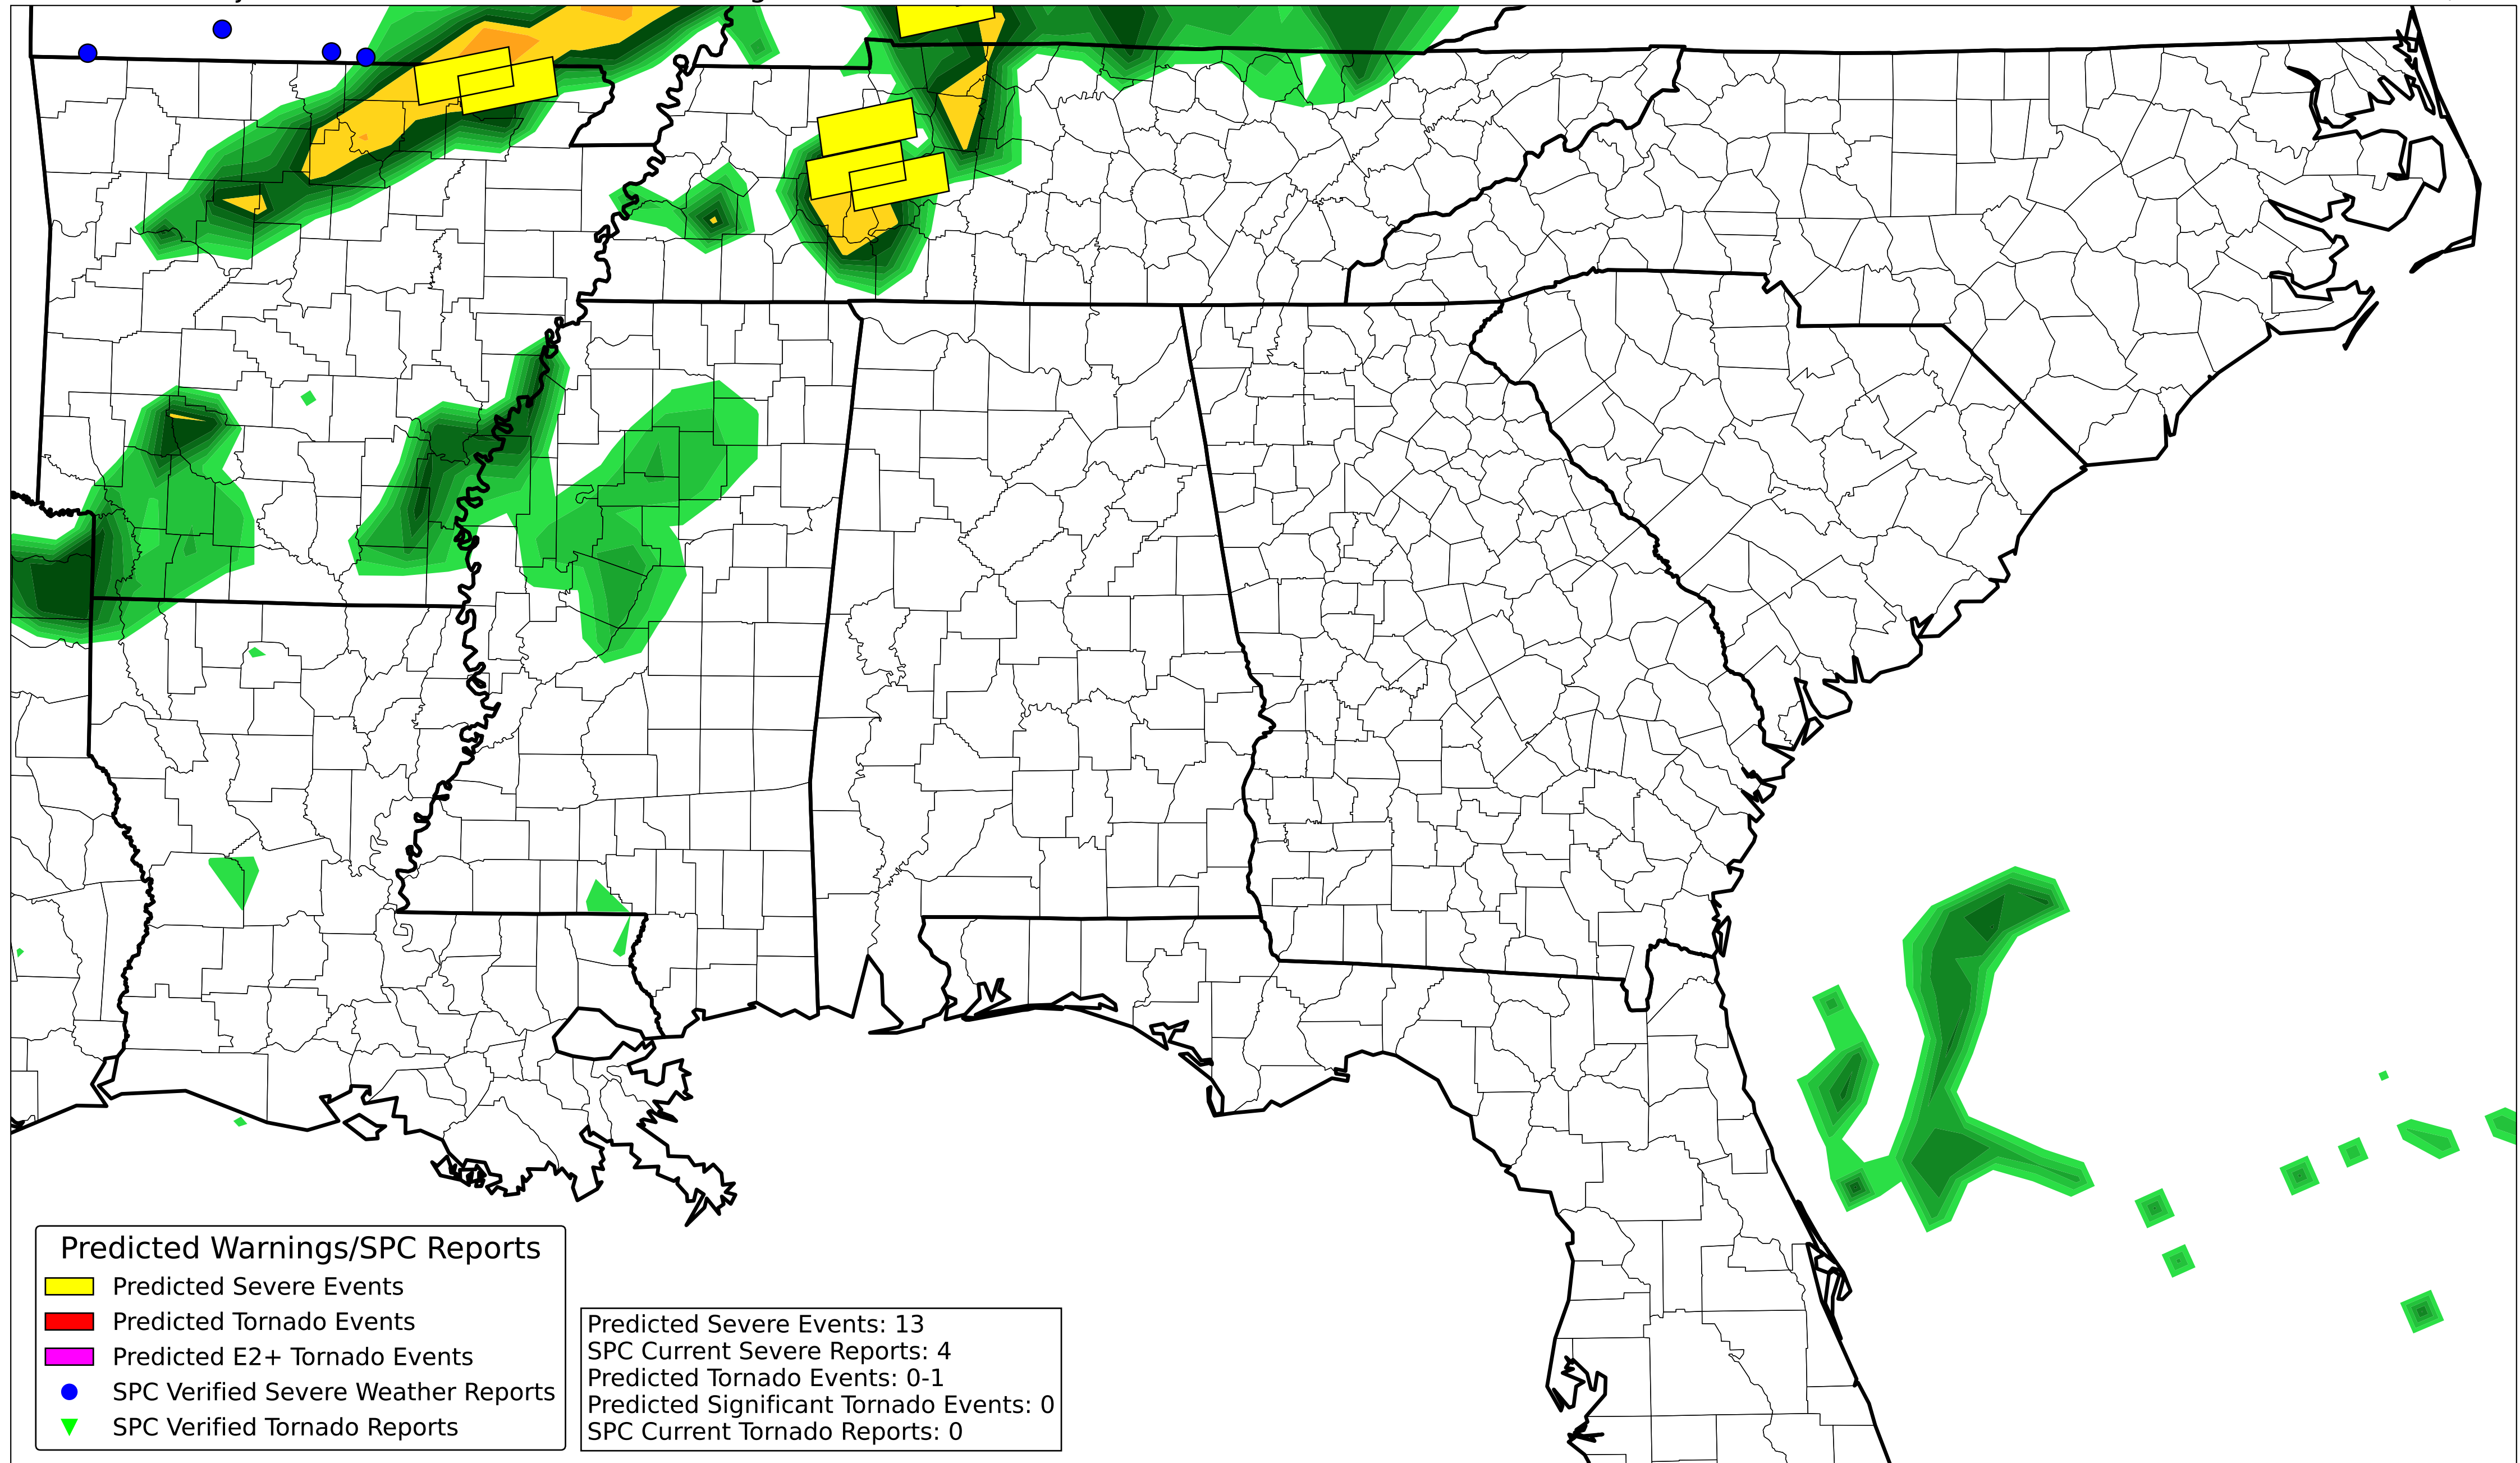 Predicted Warnings/SPC Reports
Predicted Severe Events
Predicted Tornado Events
Predicted E2+ Tornado Events
SPC Verified Severe Weather Reports
SPC Verified Tornado Reports
Predicted Severe Events: 13
SPC Current Severe Reports: 4
Predicted Tornado Events: 0-1
Predicted Significant Tornado Events: 0
SPC Current Tornado Reports: 0